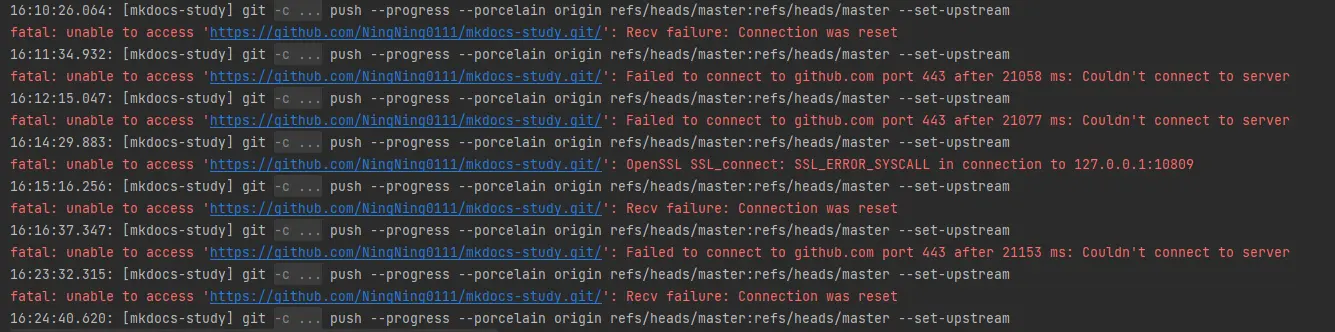 16:10:26.064: [mkdocs-study] git -c ... push --progress --porcelain origin refs/heads/master:refs/heads/master --set-upstream
fatal: unable to access 'https://github.com/NingNing0111/mkdocs-study.git/': Recv failure: Connection was reset
16:11:34.932: [mkdocs-study] git -c ... push --progress --porcelain origin refs/heads/master:refs/heads/master --set-upstream
fatal: unable to access 'https://github.com/NingNing0111/mkdocs-study.git/': Failed to connect to github.com port 443 after 21058 ms: Couldn't connect to server
16:12:15.047: [mkdocs-study] git -c ... push --progress --porcelain origin refs/heads/master:refs/heads/master --set-upstream
fatal: unable to access 'https://github.com/NingNing0111/mkdocs-study.git/': Failed to connect to github.com port 443 after 21077 ms: Couldn't connect to server
16:14:29.883: [mkdocs-study] git -c ... push --progress --porcelain origin refs/heads/master:refs/heads/master --set-upstream
fatal: unable to access 'https://github.com/NingNing0111/mkdocs-study.git/': OpenSSL SSL_connect: SSL_ERROR_SYSCALL in connection to 127.0.0.1:10809
16:15:16.256: [mkdocs-study] git -c ... push --progress --porcelain origin refs/heads/master:refs/heads/master --set-upstream
fatal: unable to access 'https://github.com/NingNing0111/mkdocs-study.git/': Recv failure: Connection was reset
16:16:37.347: [mkdocs-study] git -c ... push --progress --porcelain origin refs/heads/master:refs/heads/master --set-upstream
fatal: unable to access 'https://github.com/NingNing0111/mkdocs-study.git/': Failed to connect to github.com port 443 after 21153 ms: Couldn't connect to server
16:23:32.315: [mkdocs-study] git -c ... push --progress --porcelain origin refs/heads/master:refs/heads/master --set-upstream
fatal: unable to access 'https://github.com/NingNing0111/mkdocs-study.git/': Recv failure: Connection was reset
16:24:40.620: [mkdocs-study] git -c ... push --progress --porcelain origin refs/heads/master:refs/heads/master --set-upstream